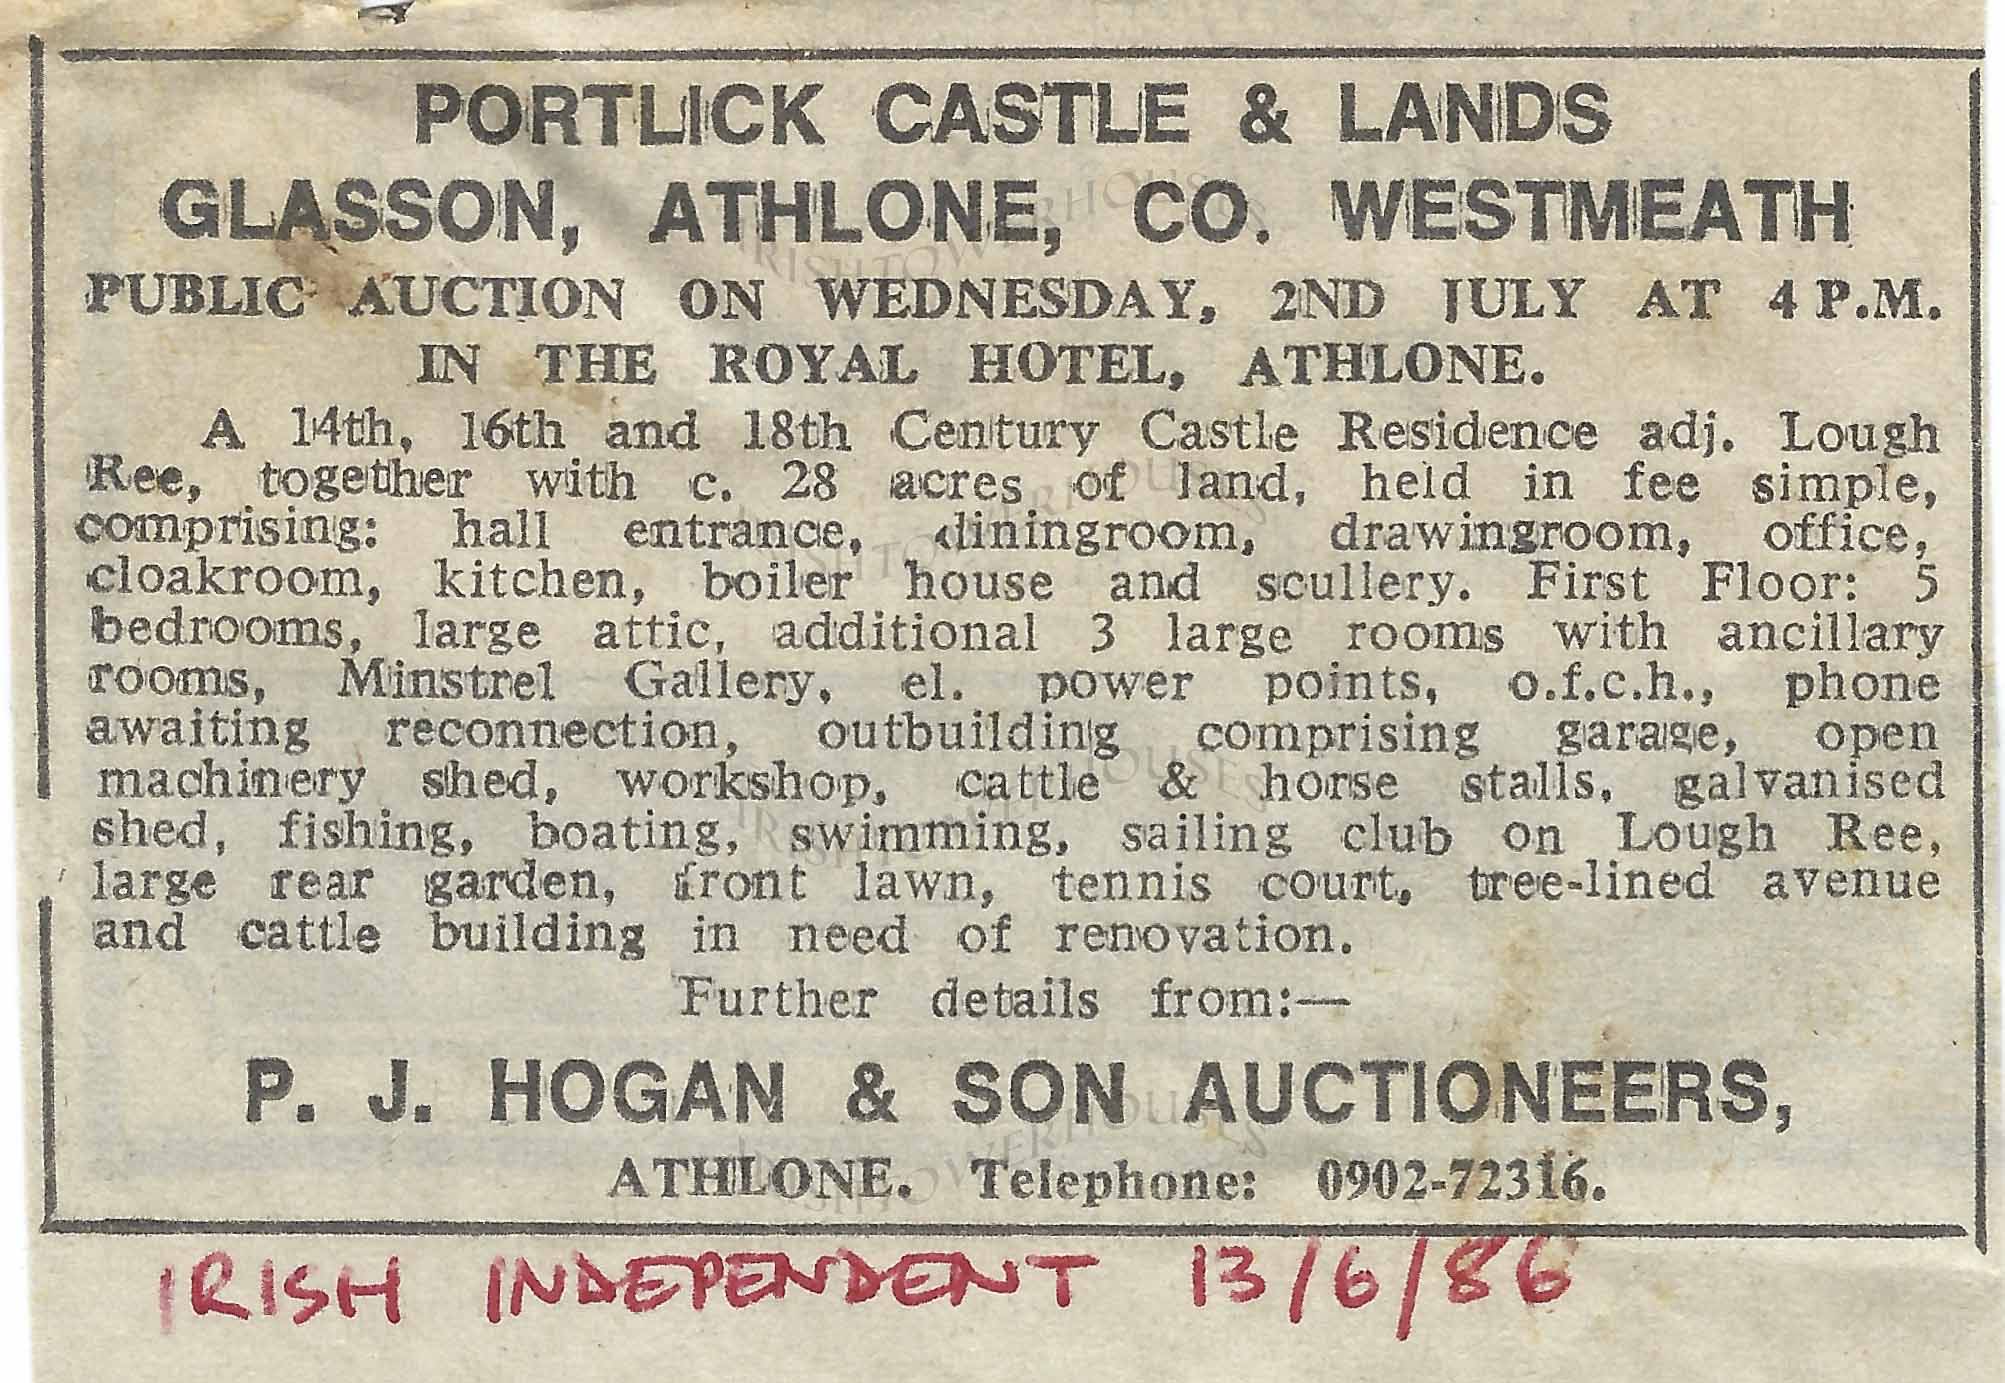 PORTLICK CASTLE & LANDS
GLASSON, ATHLONE, CO. WESTMEATH
PUBLIC AUCTION ON WEDNESDAY, 2ND JULY AT 4 P.M.
IN THE ROYAL HOTEL, ATHLONE.
A 14th, 16th and 18th Century Castle Residence adj. Lough
Ree, together with c. 28 acres of land, held in fee simple,
comprising: hall entrance, diningroom, drawingroom, office,
cloakroom, kitchen, boiler house and scullery. First Floor: 5
bedrooms, large attic, additional 3 large rooms with ancillary
rooms, Minstrel Gallery, el. power points, o.f.c.h., phone
awaiting reconnection, outbuilding comprising garage, open
machinery shed, workshop, cattle & horse stalls, galvanised
shed, fishing, boating, swimming, sailing club on Lough Ree,
large rear garden, front lawn, tennis court, tree-lined avenue
and cattle building in need of renovation.
Further details from:—
P. J. HOGAN & SON AUCTIONEERS,
ATHLONE. Telephone: 0902-72316.
IRISH INDEPENDENT 13/6/86
IRISHTOWERHOUSES
IRISHTOWERHOUSES
IRISHTOWERHOUSES
IRISHTOWERHOUSES